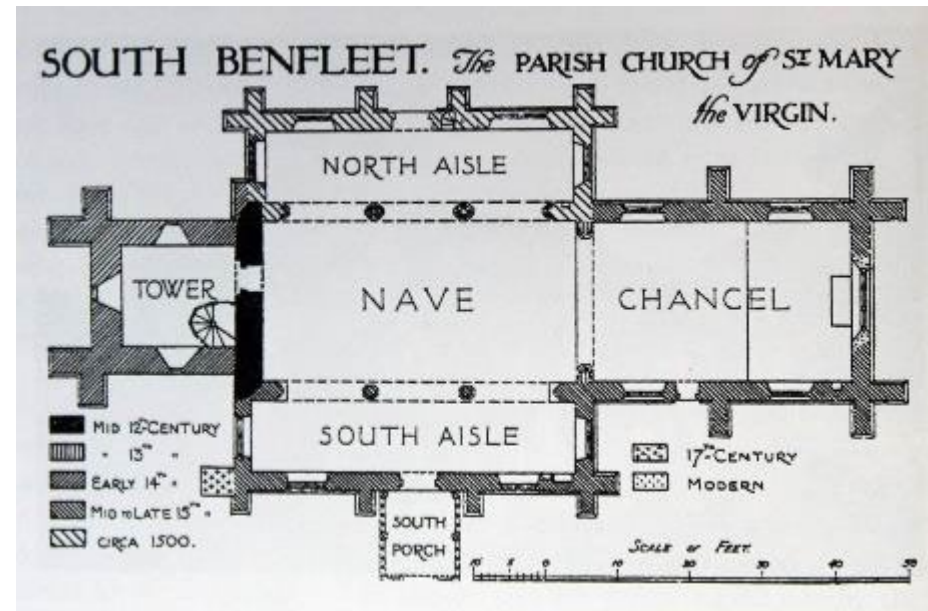 SOUTH BENFLEET. The PARISH CHURCH of ST MARY
the VIRGIN.
NORTH AISLE
TOWER
NAVE
CHANCEL
SOUTH AISLE
MID 12TH CENTURY
" 13TH "
EARLY 14TH "
MID TO LATE 15TH "
CIRCA 1500.
17TH CENTURY
MODERN
SOUTH
PORCH
SCALE OF FEET.
10 5 0 10 20 30 40 50